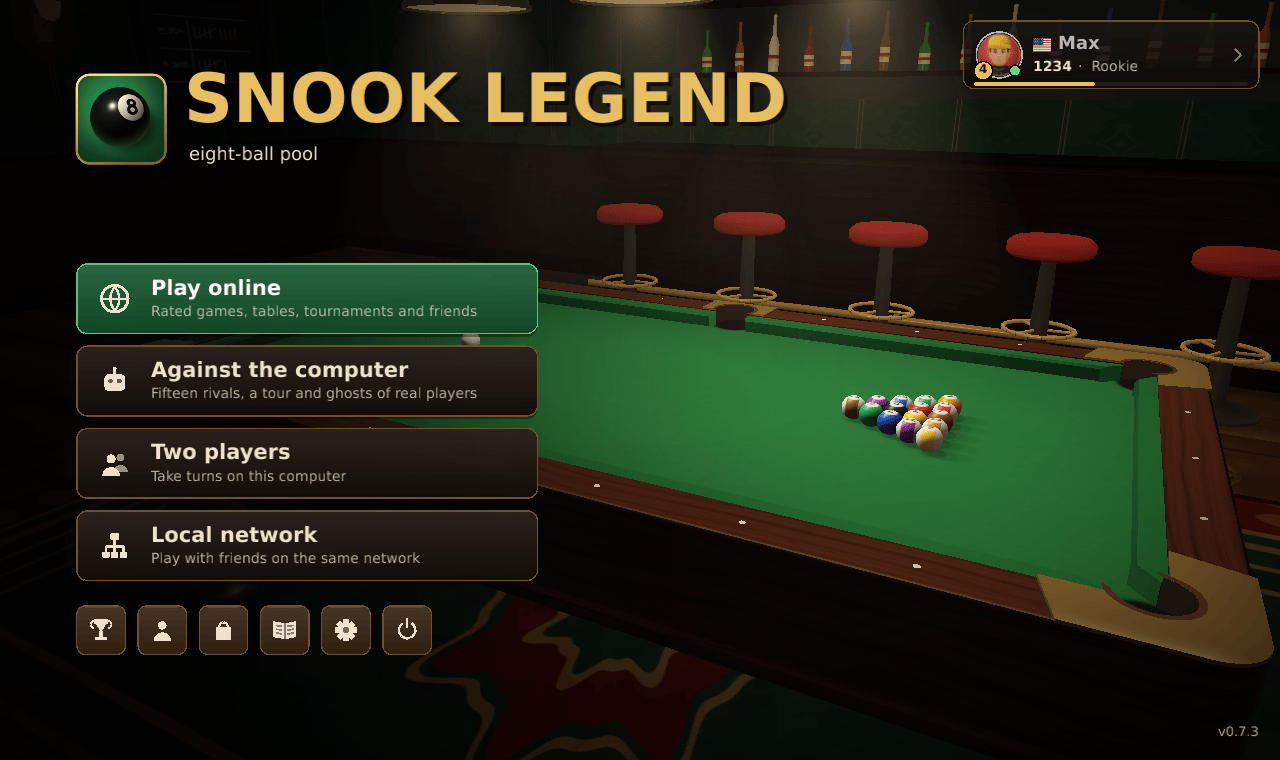 SNOOK LEGEND
eight-ball pool
8
Max
1234 · Rookie
4
Play online
Rated games, tables, tournaments and friends
Against the computer
Fifteen rivals, a tour and ghosts of real players
Two players
Take turns on this computer
Local network
Play with friends on the same network
v0.7.3